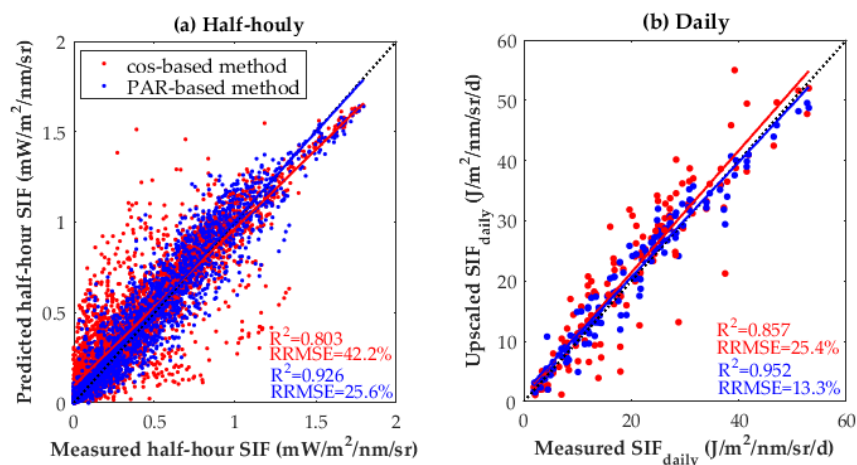 (a) Half-houly
cos-based method
PAR-based method
Predicted half-hour SIF (mW/m²/nm/sr)
2
1.5
1
0.5
0
R²=0.803
RRMSE=42.2%
R²=0.926
RRMSE=25.6%
0 0.5 1 1.5 2
Measured half-hour SIF (mW/m²/nm/sr)
(b) Daily
Upscaled SIF_daily (J/m²/nm/sr/d)
60
50
40
30
20
10
0
R²=0.857
RRMSE=25.4%
R²=0.952
RRMSE=13.3%
0 20 40 60
Measured SIF_daily (J/m²/nm/sr/d)